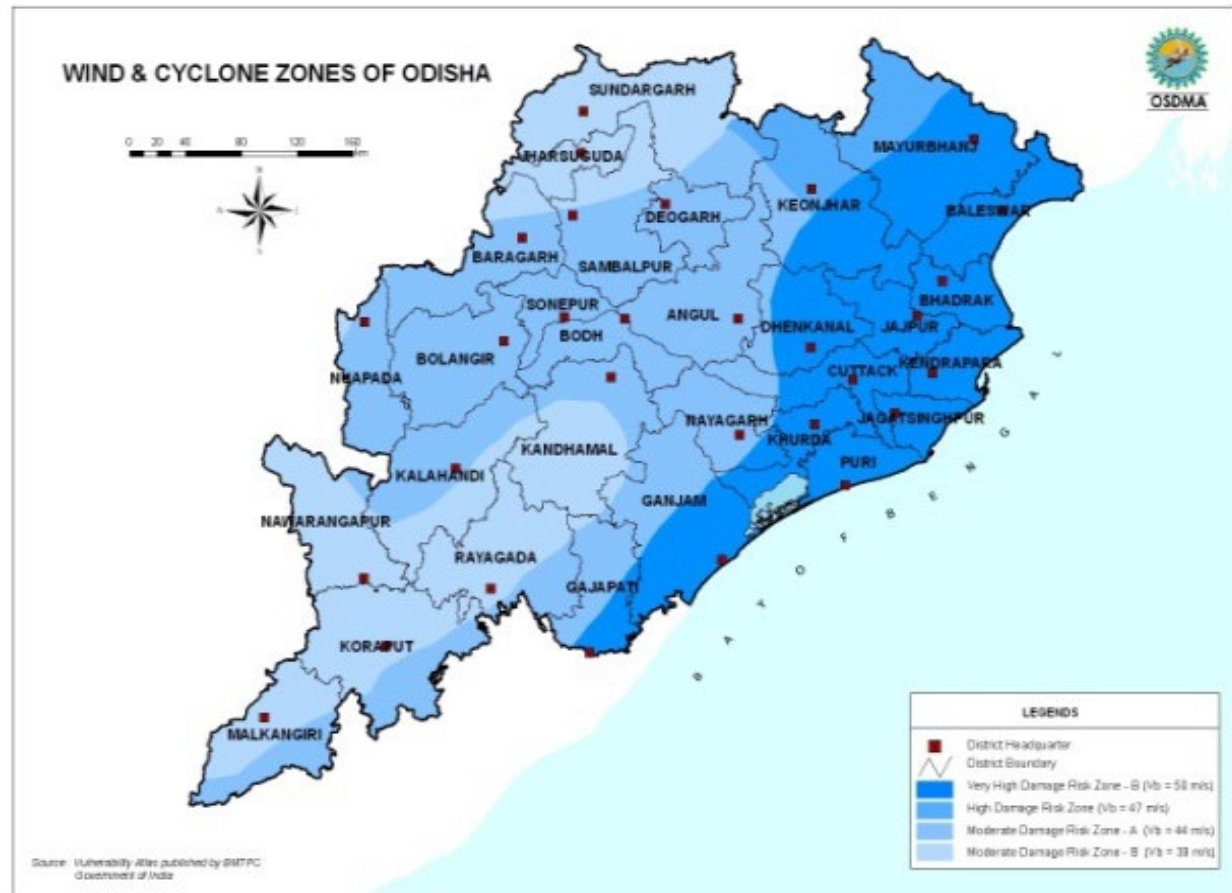 WIND & CYCLONE ZONES OF ODISHA
OSDMA
0 20 40 80 120 160
km
N
SUNDARGARH
JHARSUGUDA
MAYURBHANJ
KEONJHAR
DEOGARH
BALESWAR
BARAGARH
SAMBALPUR
SONEPUR
BHADRAK
ANGUL
DHENKANAL
JAJPUR
BODH
BOLANGIR
KENDRAPARA
CUTTACK
NUAPADA
JAGATSINGHPUR
NAYAGARH
KHURDA
KANDHAMAL
PURI
KALAHANDI
GANJAM
NAWARANGAPUR
RAYAGADA
GAJAPATI
BAY OF BENGAL
KORAPUT
MALKANGIRI
LEGENDS
District Headquarter
District Boundary
Very High Damage Risk Zone - B (Vb = 50 m/s)
High Damage Risk Zone (Vb = 47 m/s)
Moderate Damage Risk Zone - A (Vb = 44 m/s)
Moderate Damage Risk Zone - B (Vb = 39 m/s)
Source : Vulnerability Atlas published by BMTPC
Government of India